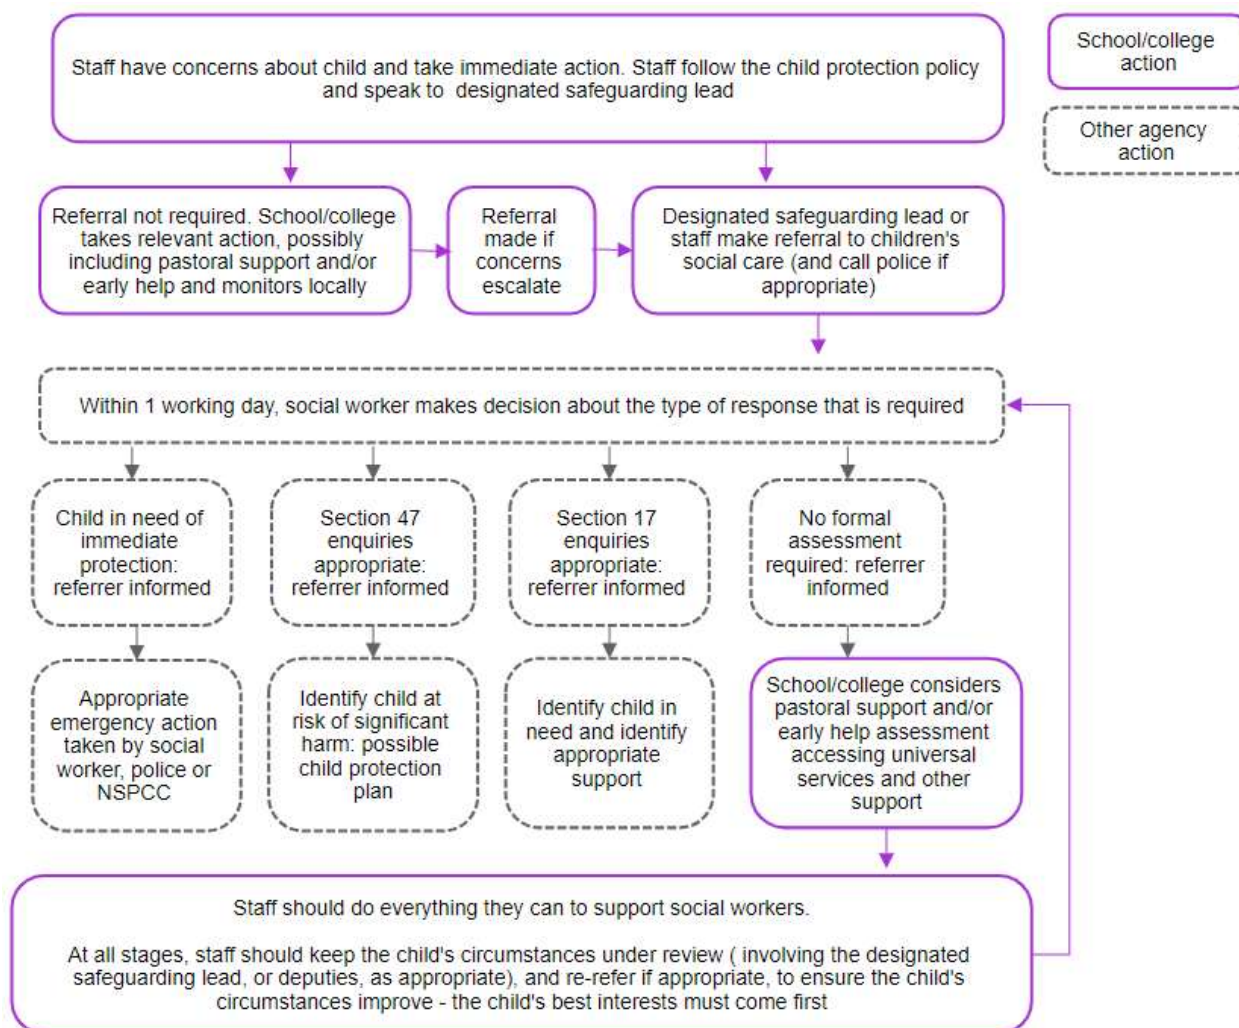 Staff have concerns about child and take immediate action. Staff follow the child protection policy
and speak to designated safeguarding lead
School/college
action
Other agency
action
Referral not required. School/college
takes relevant action, possibly
including pastoral support and/or
early help and monitors locally
Referral
made if
concerns
escalate
Designated safeguarding lead or
staff make referral to children's
social care (and call police if
appropriate)
Within 1 working day, social worker makes decision about the type of response that is required
Child in need of
immediate
protection:
referrer informed
Section 47
enquiries
appropriate:
referrer informed
Section 17
enquiries
appropriate:
referrer informed
No formal
assessment
required: referrer
informed
Appropriate
emergency action
taken by social
worker, police or
NSPCC
Identify child at
risk of significant
harm: possible
child protection
plan
Identify child in
need and identify
appropriate
support
School/college considers
pastoral support and/or
early help assessment
accessing universal
services and other
support
Staff should do everything they can to support social workers.
At all stages, staff should keep the child's circumstances under review ( involving the designated
safeguarding lead, or deputies, as appropriate), and re-refer if appropriate, to ensure the child's
circumstances improve - the child's best interests must come first